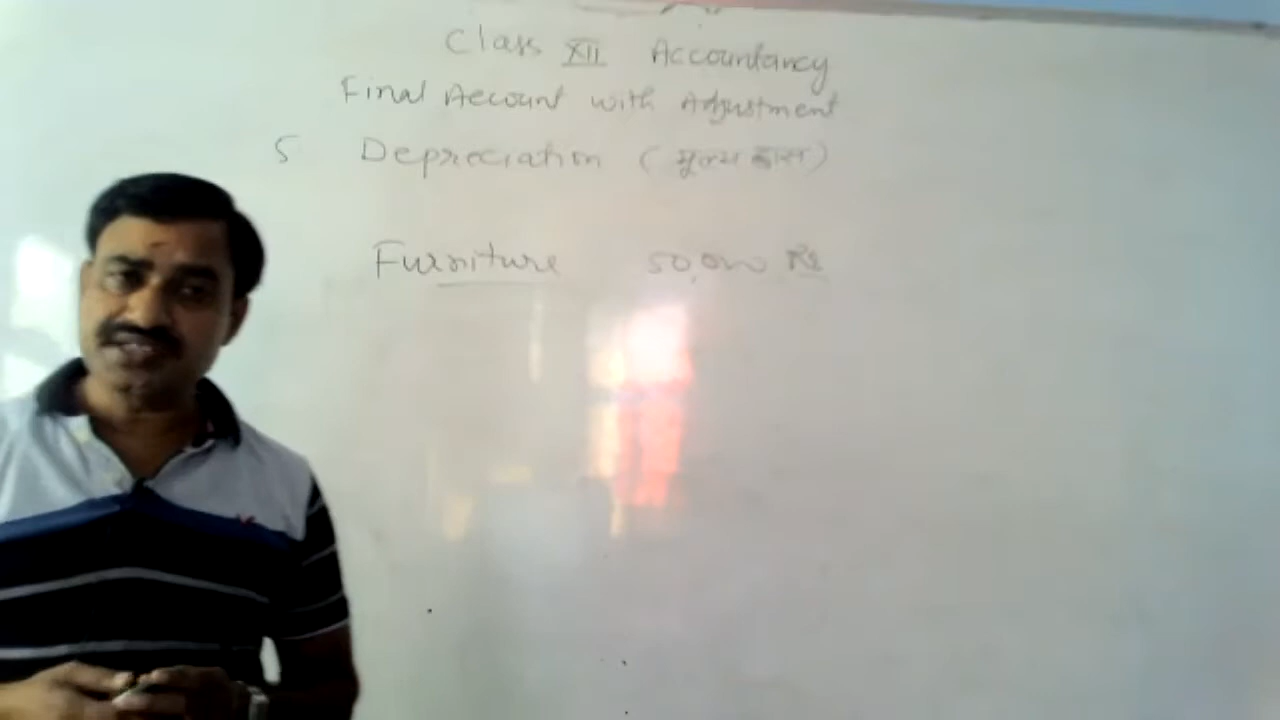 Class XII Accountancy
Final Account with Adjustment
5 Depreciation (मूल्य ह्रास)
Furniture 50,000 Rs